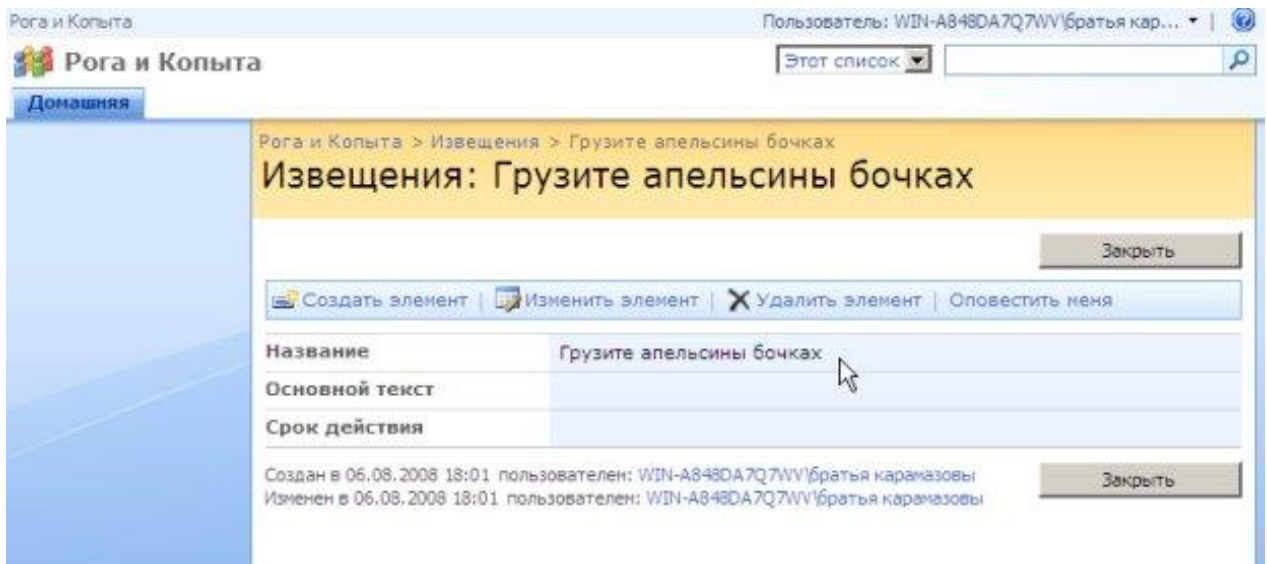 Рога и Копыта Пользователь: WIN-A848DA7Q7WV\братья кар... |
Рога и Копыта Этот список
Домашняя
Рога и Копыта > Извещения > Грузите апельсины бочках
Извещения: Грузите апельсины бочках
Закрыть
Создать элемент | Изменить элемент | Удалить элемент | Оповестить меня
Название Грузите апельсины бочках
Основной текст
Срок действия
Создан в 06.08.2008 18:01 пользователем: WIN-A848DA7Q7WV\братья карамазовы
Закрыть
Изменен в 06.08.2008 18:01 пользователем: WIN-A848DA7Q7WV\братья карамазовы